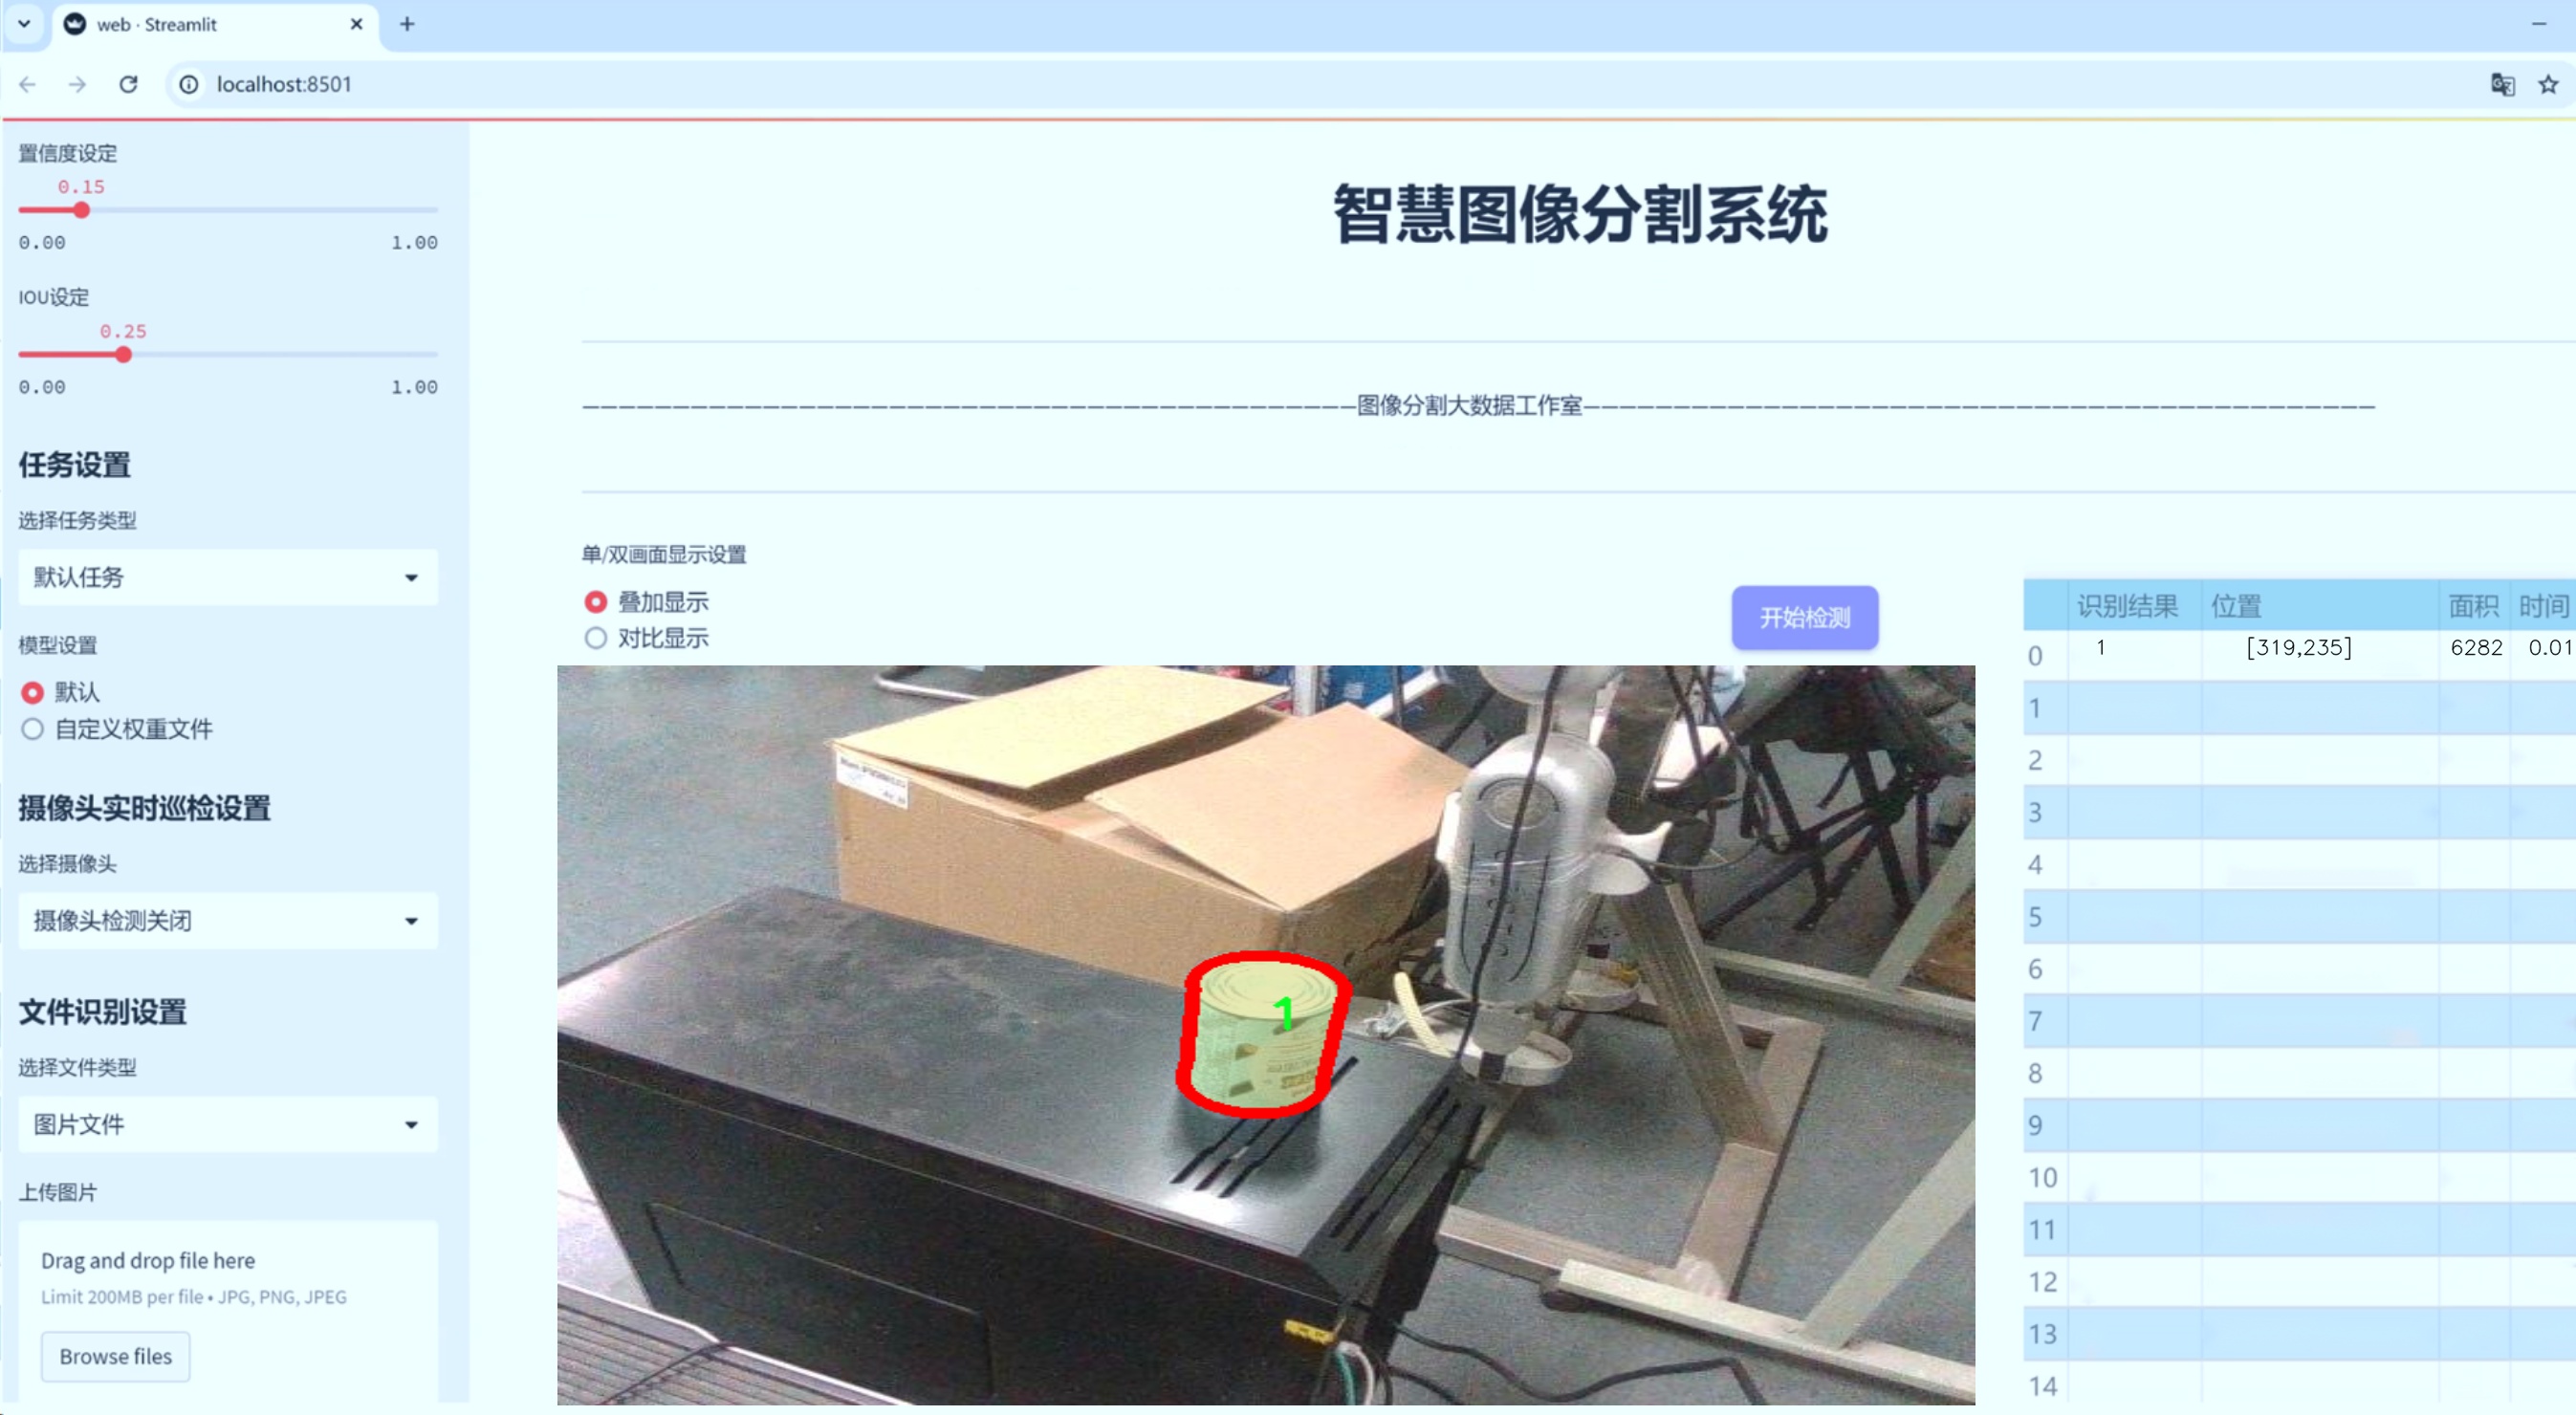 web · Streamlit
localhost:8501
置信度设定
0.15
0.00 1.00
IOU设定
0.25
0.00 1.00
任务设置
选择任务类型
默认任务
模型设置
默认
自定义权重文件
摄像头实时巡检设置
选择摄像头
摄像头检测关闭
文件识别设置
选择文件类型
图片文件
上传图片
Drag and drop file here
Limit 200MB per file • JPG, PNG, JPEG
Browse files
智慧图像分割系统
图像分割大数据工作室
单/双画面显示设置
叠加显示
对比显示
开始检测
1
识别结果 位置 面积 时间
0 1 [319,235] 6282 0.01
1
2
3
4
5
6
7
8
9
10
11
12
13
14